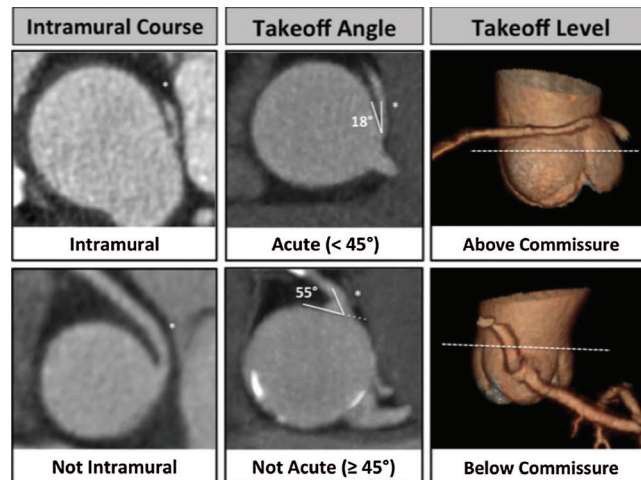 Intramural Course
Takeoff Angle
Takeoff Level
*
18°
*
Intramural
Acute (< 45°)
Above Commissure
*
55°
*
Not Intramural
Not Acute (≥ 45°)
Below Commissure